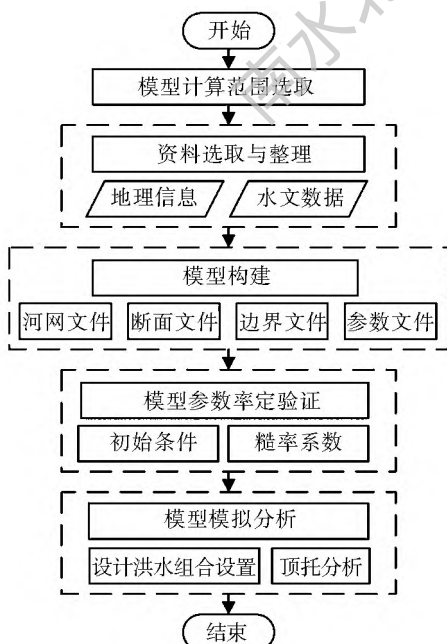 开始
模型计算范围选取
资料选取与整理
地理信息 水文数据
模型构建
河网文件 断面文件 边界文件 参数文件
模型参数率定验证
初始条件 糙率系数
模型模拟分析
设计洪水组合设置 顶托分析
结束
南水北